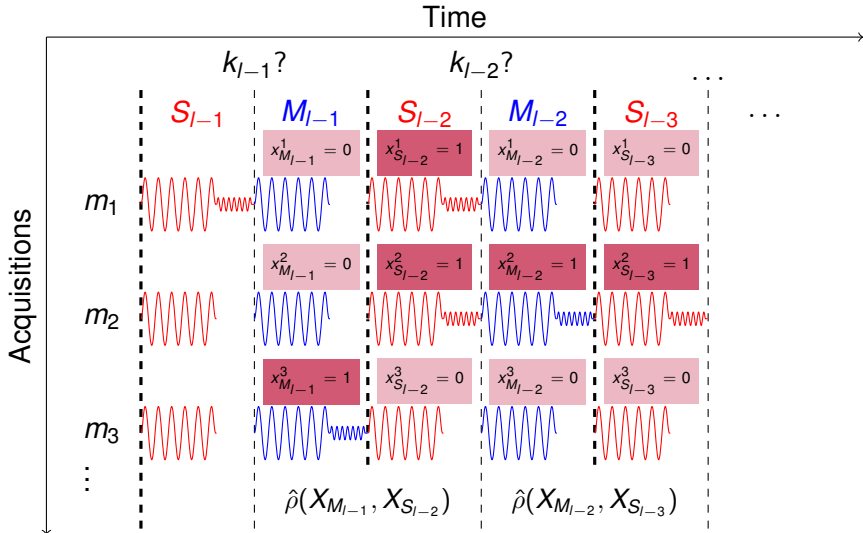 Time
k_{l−1}? k_{l−2}? ...
S_{l−1} M_{l−1} S_{l−2} M_{l−2} S_{l−3} ...
x^1_{M_{l−1}} = 0 x^1_{S_{l−2}} = 1 x^1_{M_{l−2}} = 0 x^1_{S_{l−3}} = 0
m_1
x^2_{M_{l−1}} = 0 x^2_{S_{l−2}} = 1 x^2_{M_{l−2}} = 1 x^2_{S_{l−3}} = 1
m_2
x^3_{M_{l−1}} = 1 x^3_{S_{l−2}} = 0 x^3_{M_{l−2}} = 0 x^3_{S_{l−3}} = 0
m_3
⋮
ρ̂(X_{M_{l−1}}, X_{S_{l−2}}) ρ̂(X_{M_{l−2}}, X_{S_{l−3}})
Acquisitions